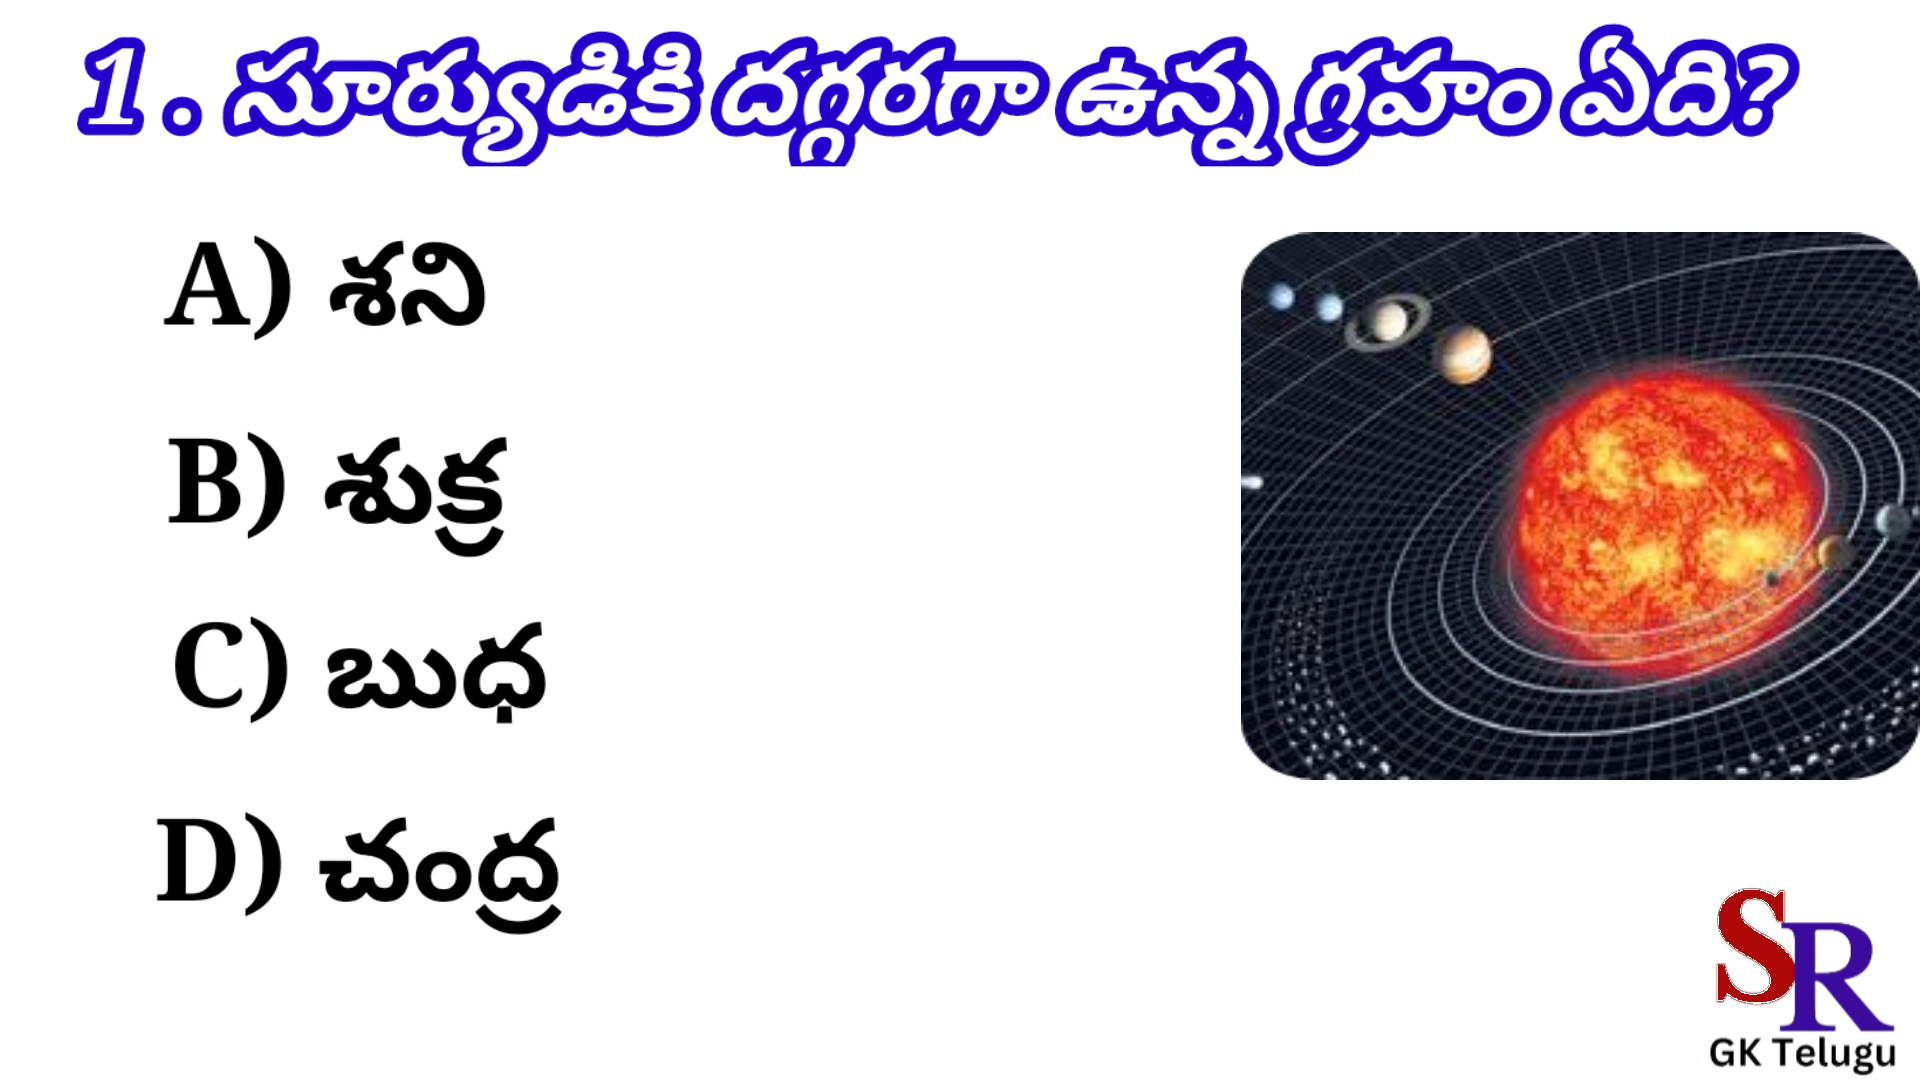 1. సూర్యుడికి దగ్గరగా ఉన్న గ్రహం ఏది?
A) శని
B) శుక్ర
C) బుధ
D) చంద్ర
SR
GK Telugu